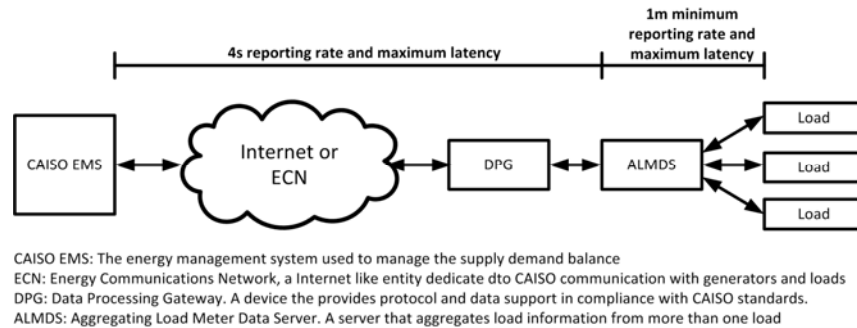 1m minimum
reporting rate and
maximum latency
4s reporting rate and maximum latency
CAISO EMS
Internet or
ECN
DPG
ALMDS
Load
Load
Load
CAISO EMS: The energy management system used to manage the supply demand balance
ECN: Energy Communications Network, a Internet like entity dedicate dto CAISO communication with generators and loads
DPG: Data Processing Gateway. A device the provides protocol and data support in compliance with CAISO standards.
ALMDS: Aggregating Load Meter Data Server. A server that aggregates load information from more than one load